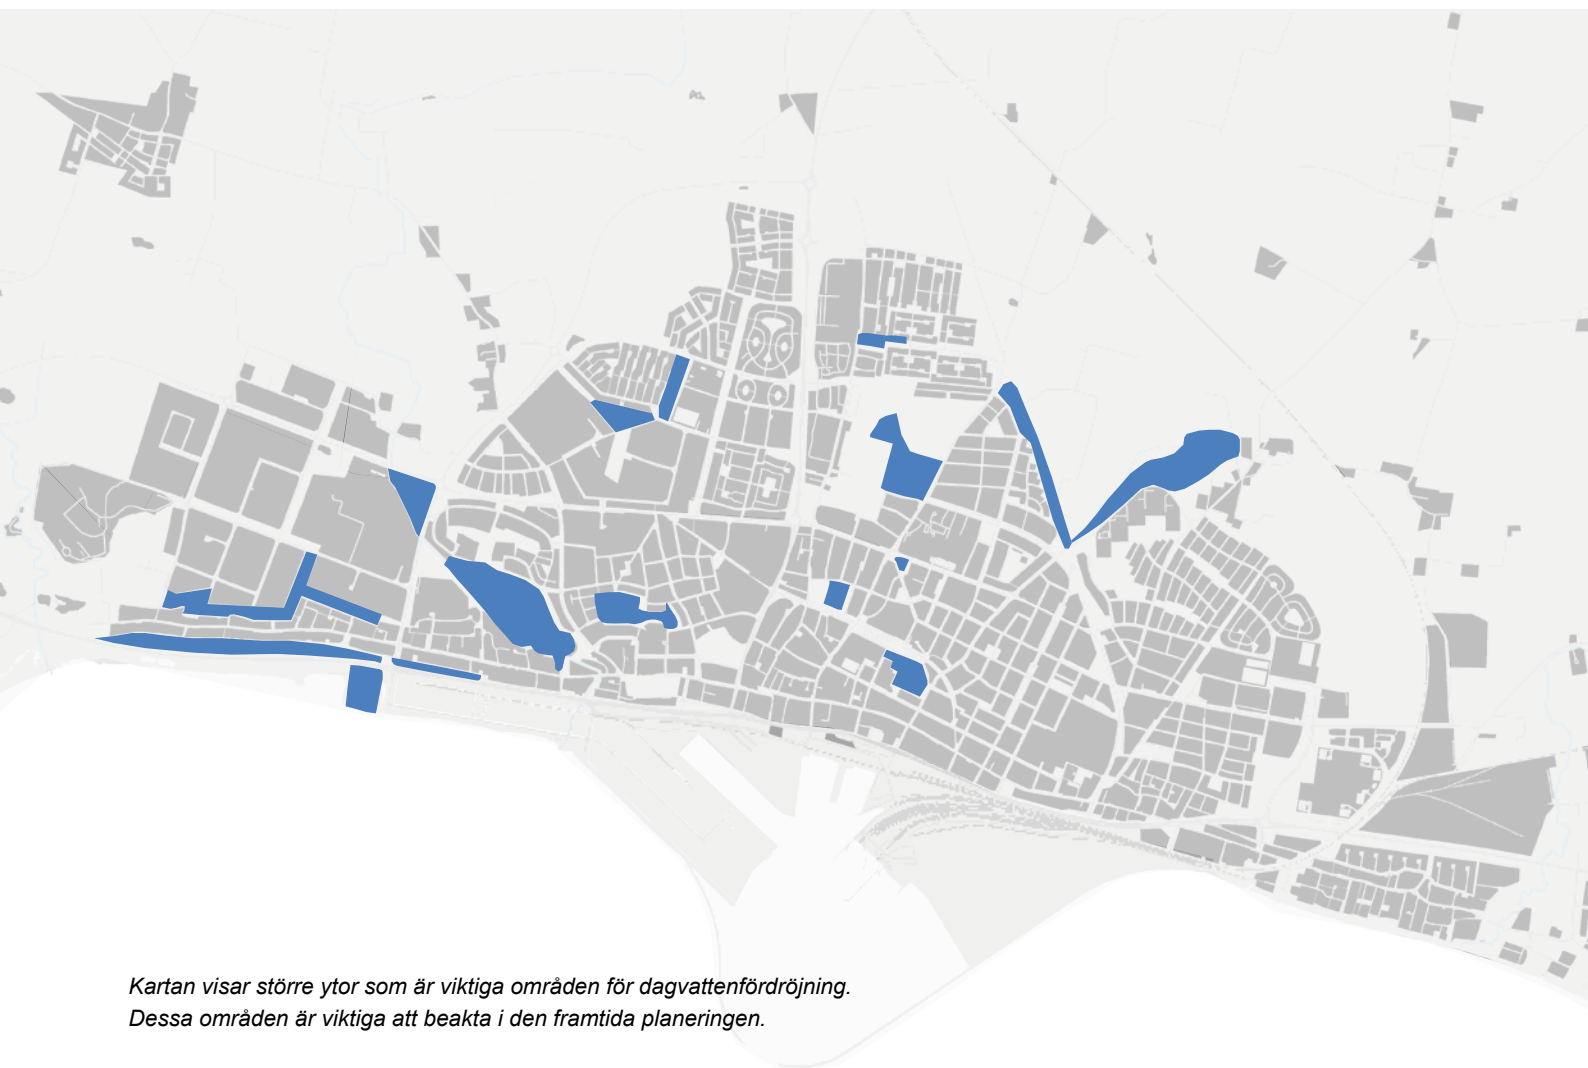 Kartan visar större ytor som är viktiga områden för dagvattenfördröjning.
Dessa områden är viktiga att beakta i den framtida planeringen.